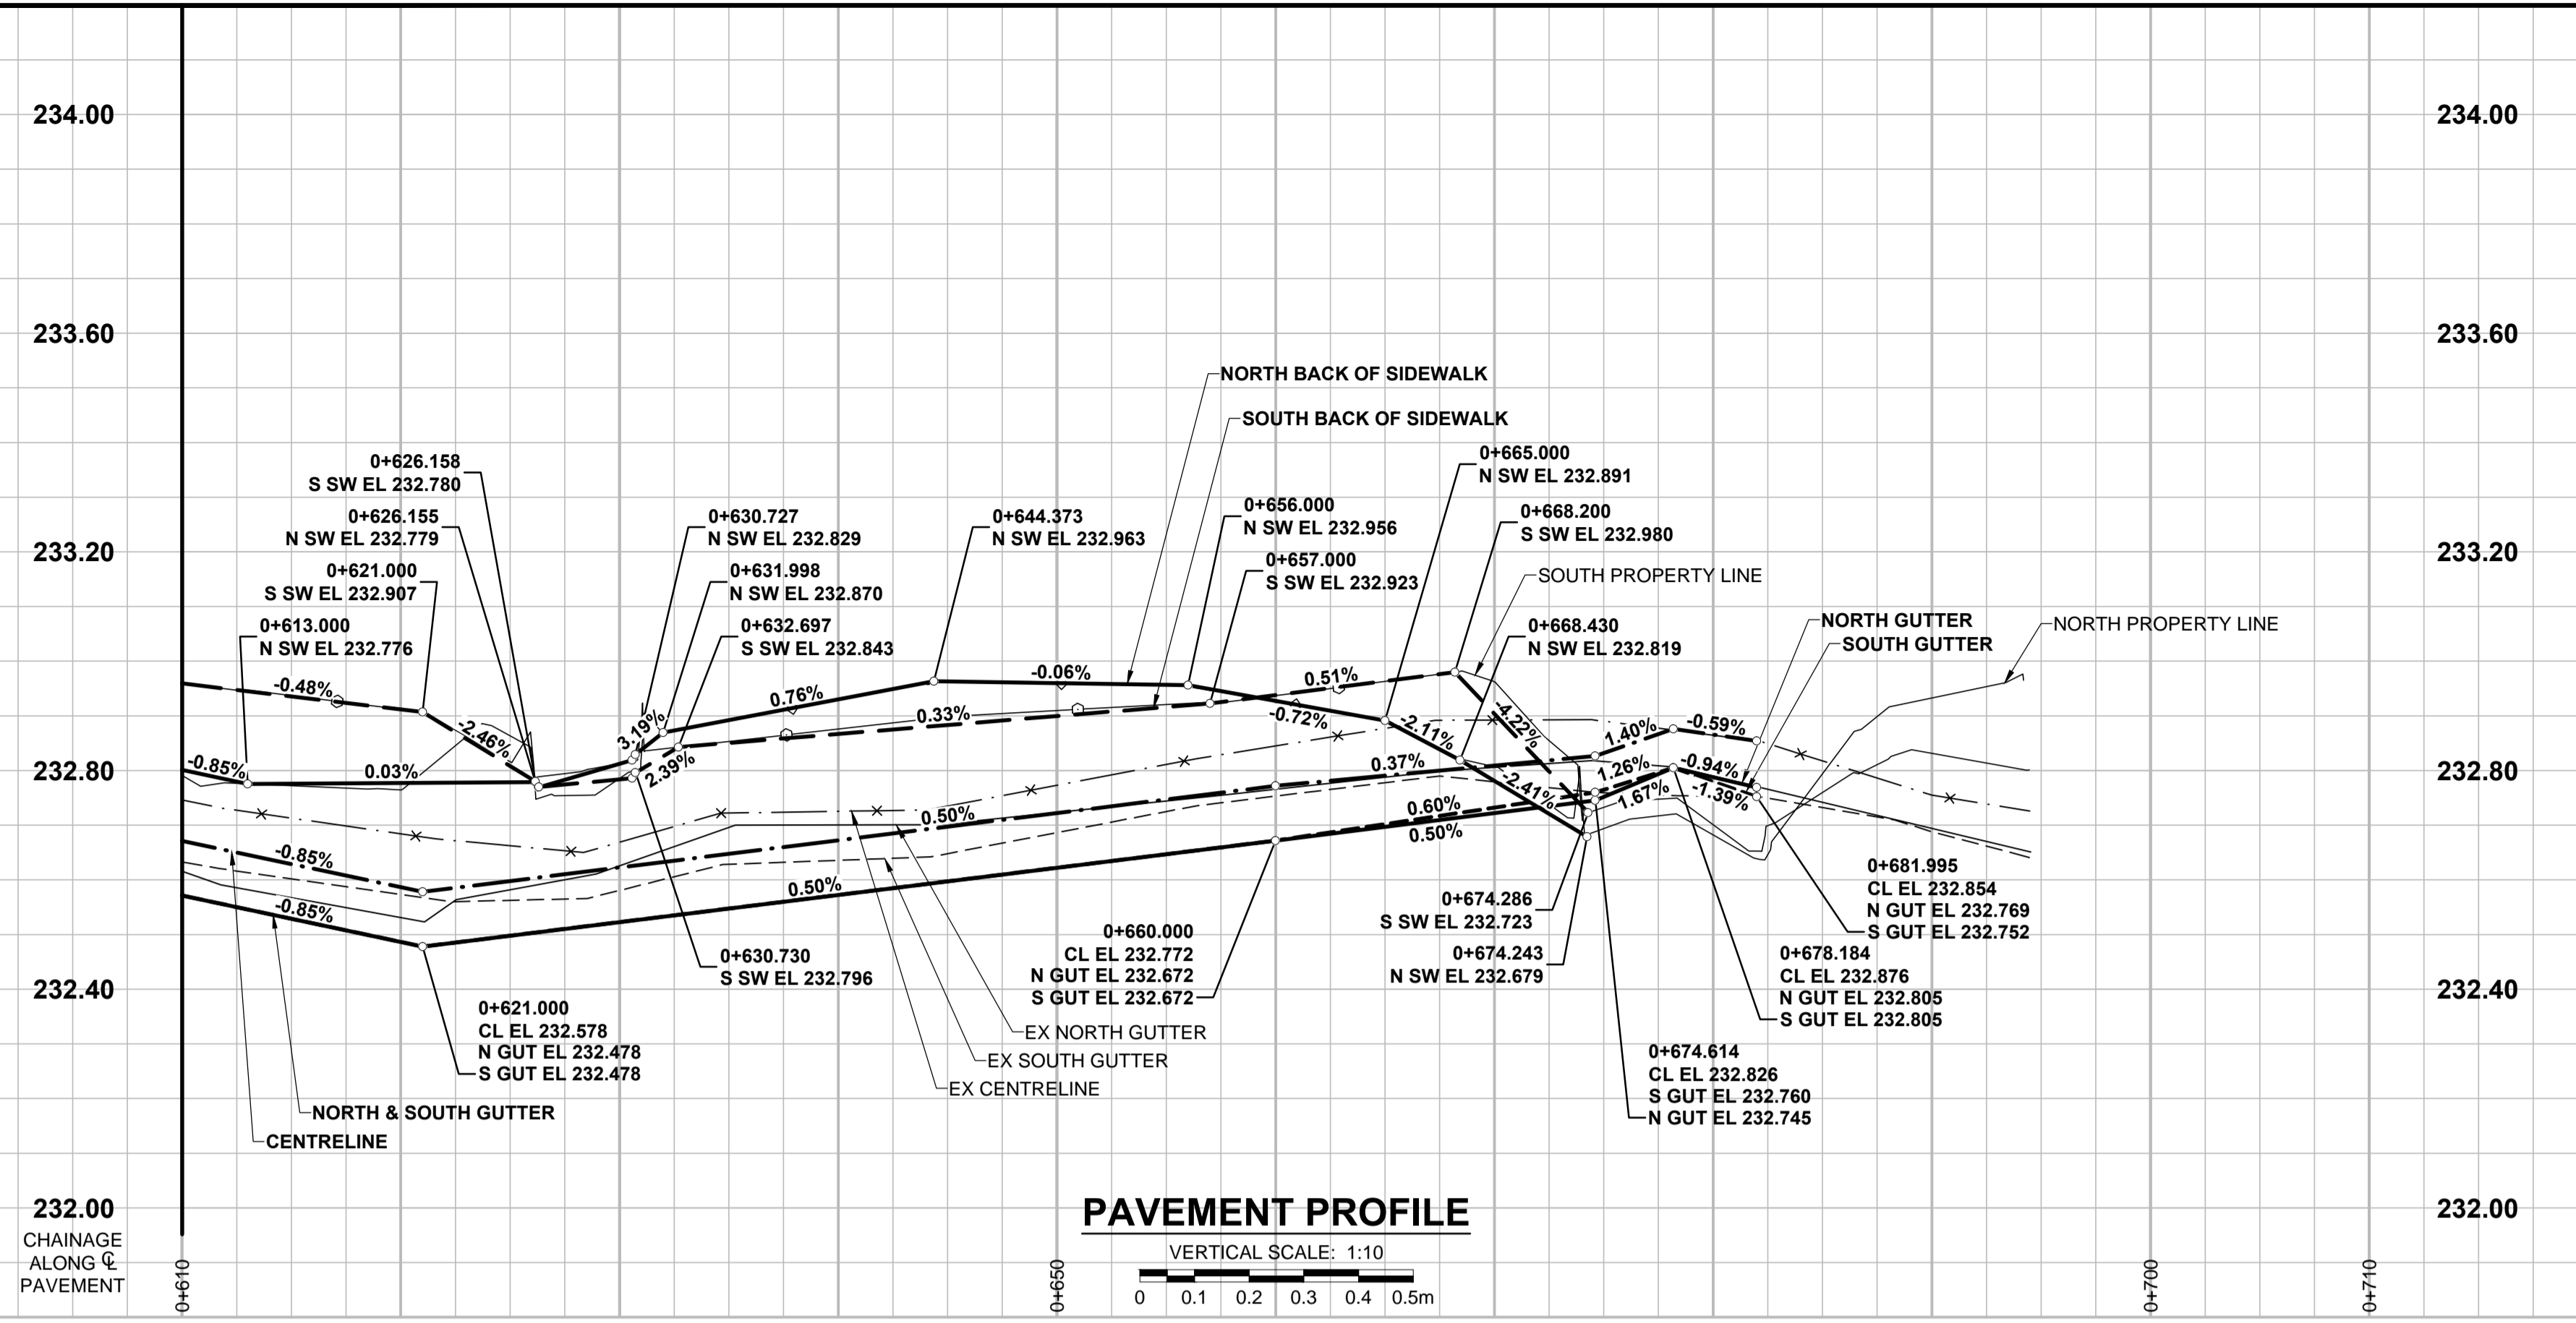 234.00
234.00
233.60
233.60
NORTH BACK OF SIDEWALK
SOUTH BACK OF SIDEWALK
0+626.158
S SW EL 232.780
0+665.000
N SW EL 232.891
0+626.155
N SW EL 232.779
0+630.727
N SW EL 232.829
0+644.373
N SW EL 232.963
0+656.000
N SW EL 232.956
0+668.200
S SW EL 232.980
233.20
233.20
0+621.000
S SW EL 232.907
0+631.998
N SW EL 232.870
0+657.000
S SW EL 232.923
SOUTH PROPERTY LINE
0+613.000
N SW EL 232.776
0+632.697
S SW EL 232.843
0+668.430
N SW EL 232.819
NORTH GUTTER
SOUTH GUTTER
NORTH PROPERTY LINE
-0.48%
-2.46%
3.19%
0.76%
-0.06%
0.51%
-0.72%
-2.11%
-4.22%
1.40%
-0.59%
0.33%
-0.85%
0.03%
2.39%
0.37%
-2.41%
1.26%
-0.94%
1.67%
-1.39%
232.80
232.80
-0.85%
0.50%
0.60%
0.50%
-0.85%
0.50%
0+630.730
S SW EL 232.796
0+660.000
CL EL 232.772
N GUT EL 232.672
S GUT EL 232.672
0+674.286
S SW EL 232.723
0+674.243
N SW EL 232.679
0+681.995
CL EL 232.854
N GUT EL 232.769
S GUT EL 232.752
0+678.184
CL EL 232.876
N GUT EL 232.805
S GUT EL 232.805
232.40
232.40
0+621.000
CL EL 232.578
N GUT EL 232.478
S GUT EL 232.478
EX NORTH GUTTER
EX SOUTH GUTTER
EX CENTRELINE
0+674.614
CL EL 232.826
S GUT EL 232.760
N GUT EL 232.745
NORTH & SOUTH GUTTER
CENTRELINE
232.00
232.00
PAVEMENT PROFILE
VERTICAL SCALE: 1:10
0 0.1 0.2 0.3 0.4 0.5m
CHAINAGE
ALONG ℄
PAVEMENT
0+610
0+650
0+700
0+710